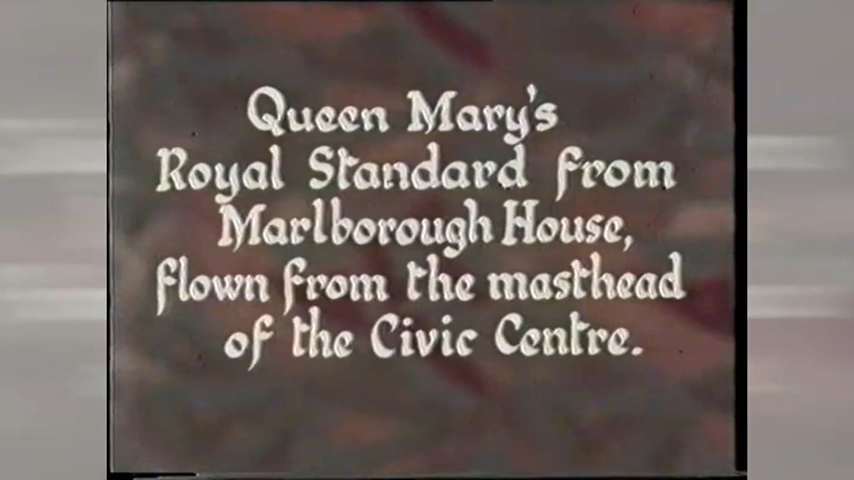 Queen Mary's
Royal Standard from
Marlborough House,
flown from the masthead
of the Civic Centre.